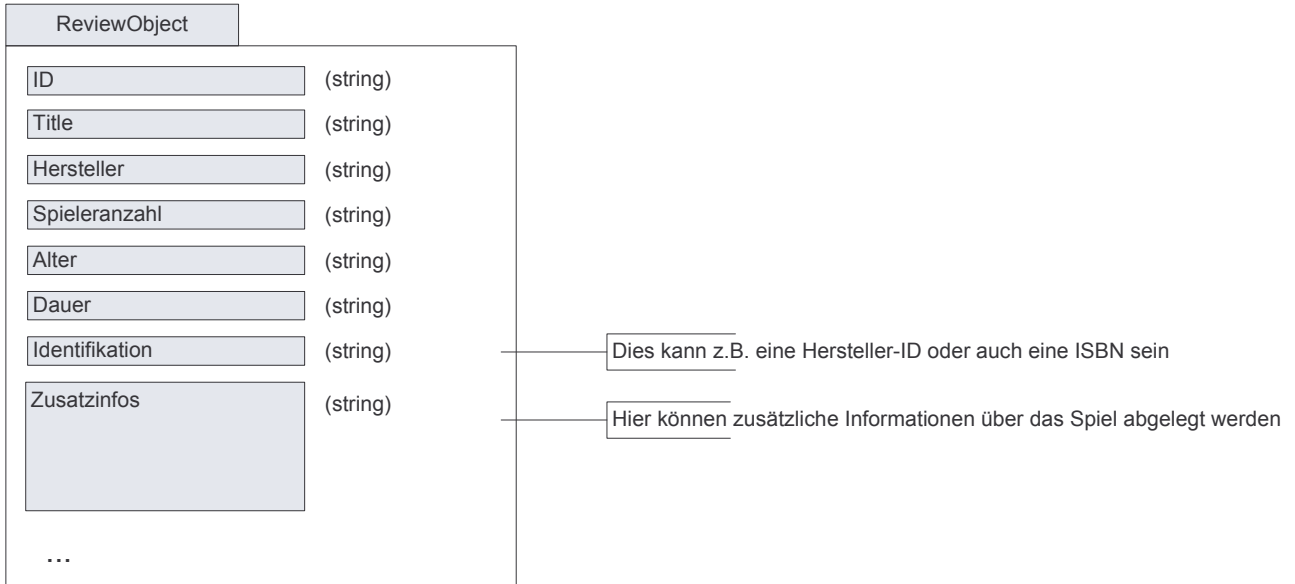 ReviewObject
ID (string)
Title (string)
Hersteller (string)
Spieleranzahl (string)
Alter (string)
Dauer (string)
Identifikation (string) Dies kann z.B. eine Hersteller-ID oder auch eine ISBN sein
Zusatzinfos (string) Hier können zusätzliche Informationen über das Spiel abgelegt werden
...